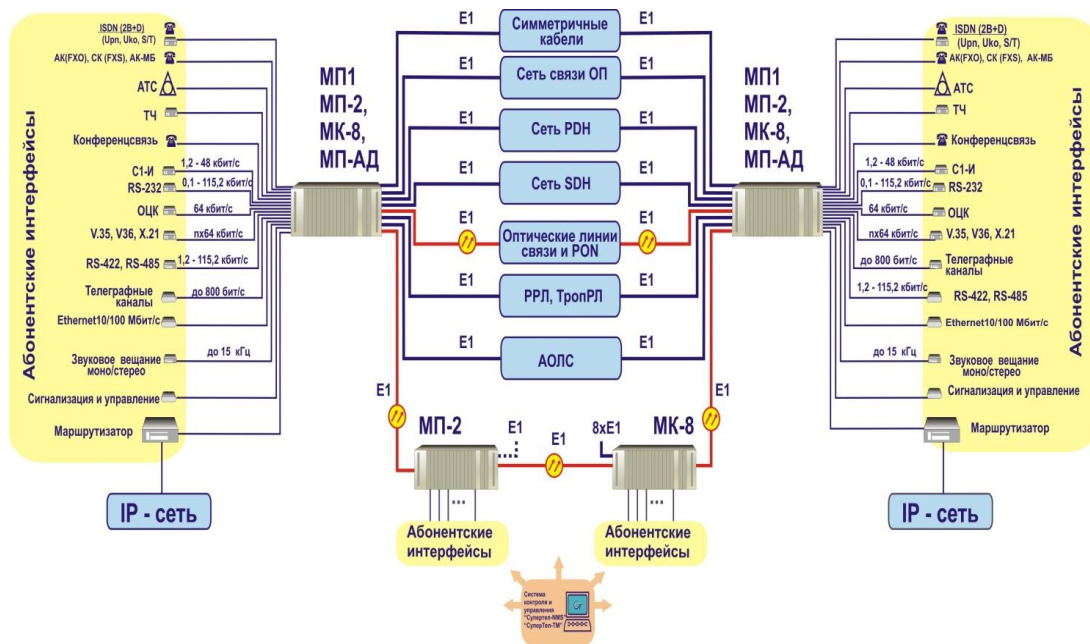 Абонентские интерфейсы
ISDN (2B+D)
(Upn, Uko, S/T)
АК(FXO), СК (FXS), АК-МБ
АТС
ТЧ
Конференцсвязь
С1-И
1,2 - 48 кбит/с
RS-232
0,1 - 115,2 кбит/с
ОЦК
64 кбит/с
V.35, V36, X.21
nx64 кбит/с
RS-422, RS-485
1,2 - 115,2 кбит/с
Телеграфные
каналы
до 800 бит/с
Ethernet10/100 Мбит/с
Звуковое вещание
моно/стерео
до 15 кГц
Сигнализация и управление
Маршрутизатор
IP - сеть
МП1
МП-2,
МК-8,
МП-АД
E1
Симметричные
кабели
E1
E1
Сеть связи ОП
E1
E1
Сеть PDH
E1
E1
Сеть SDH
E1
E1
Оптические линии
связи и PON
E1
E1
РРЛ, ТропРЛ
E1
E1
АОЛС
E1
E1
E1
МП-2
E1
E1
8xE1
МК-8
...
...
Абонентские
интерфейсы
Абонентские
интерфейсы
Система
контроля и
управления
"Супертел-NMS"
"СуперТел-ТМ"
МП1
МП-2,
МК-8,
МП-АД
ISDN (2B+D)
(Upn, Uko, S/T)
АК(FXO), СК (FXS), АК-МБ
АТС
ТЧ
Конференцсвязь
1,2 - 48 кбит/с
С1-И
0,1 - 115,2 кбит/с
RS-232
64 кбит/с
ОЦК
nx64 кбит/с
V.35, V36, X.21
до 800 бит/с
Телеграфные
каналы
1,2 - 115,2 кбит/с
RS-422, RS-485
Ethernet10/100 Мбит/с
до 15 кГц
Звуковое вещание
моно/стерео
Сигнализация и управление
Маршрутизатор
IP - сеть
Абонентские интерфейсы